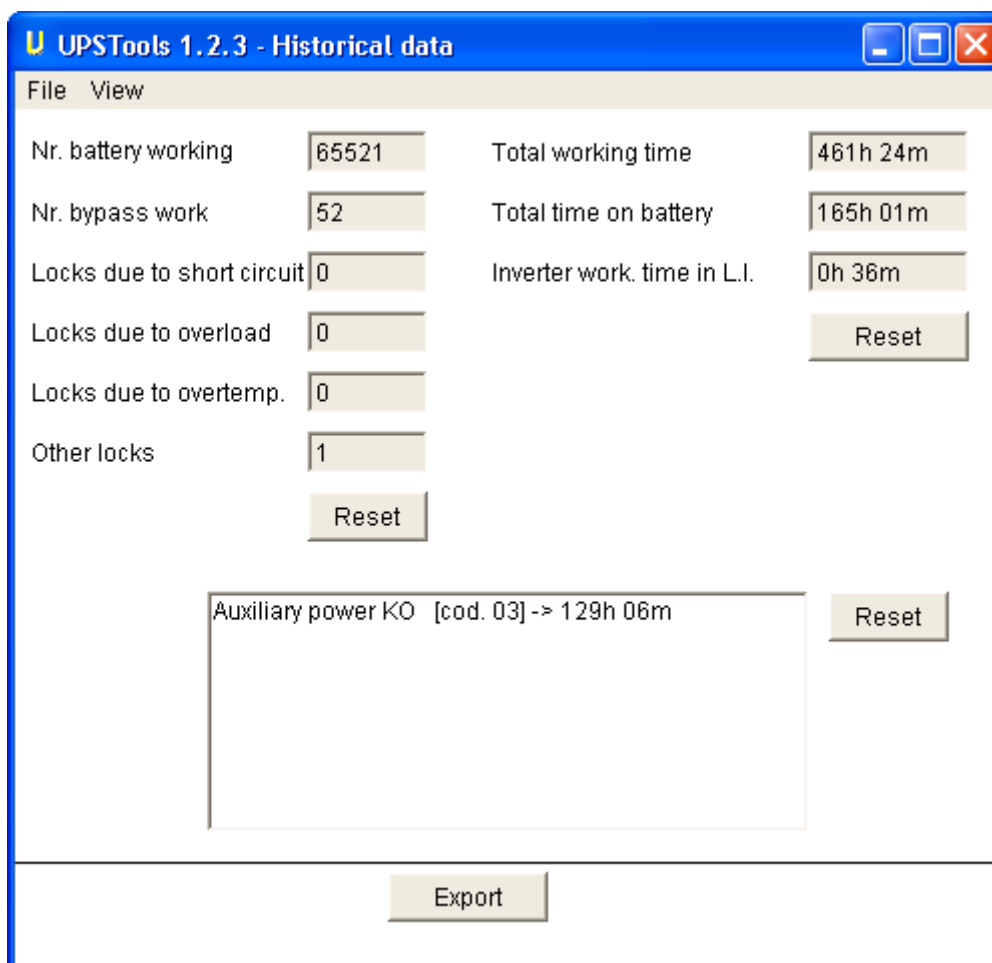 U UPSTools 1.2.3 - Historical data
File View
Nr. battery working 65521 Total working time 461h 24m
Nr. bypass work 52 Total time on battery 165h 01m
Locks due to short circuit 0 Inverter work. time in L.I. 0h 36m
Locks due to overload 0 Reset
Locks due to overtemp. 0
Other locks 1
Reset
Auxiliary power KO [cod. 03] -> 129h 06m Reset
Export